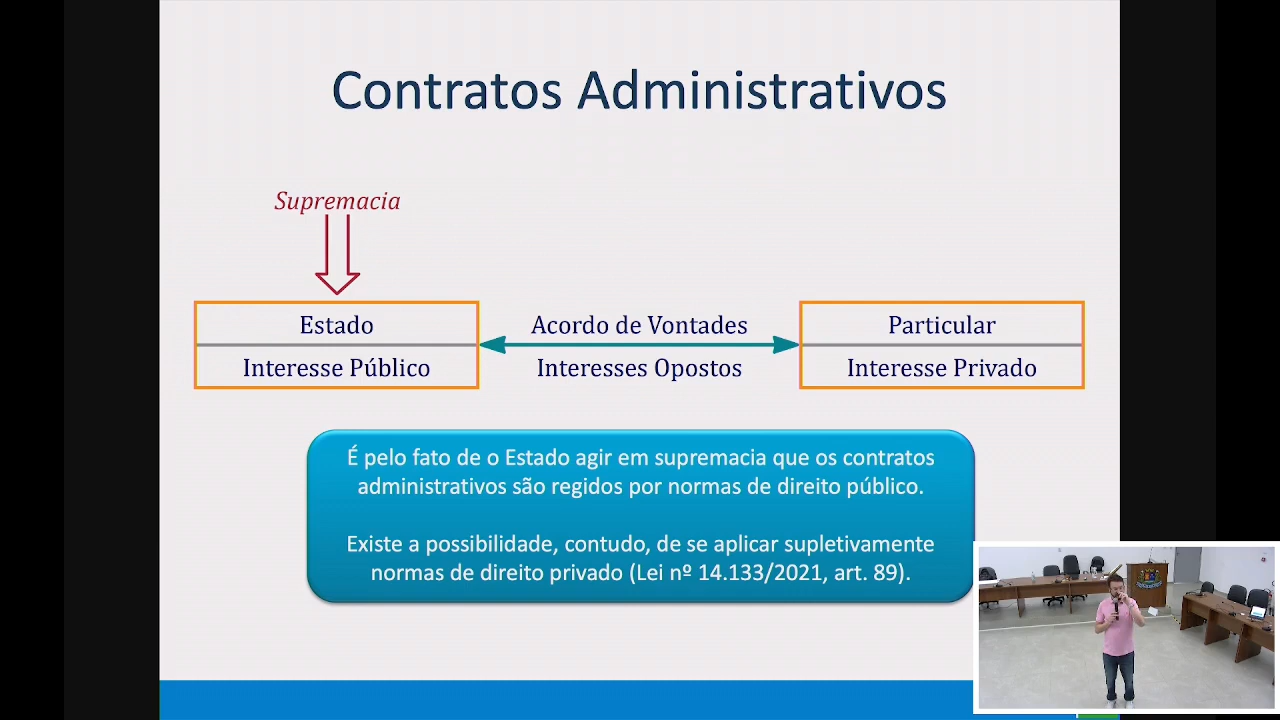 Contratos Administrativos
Supremacia
Estado
Interesse Público
Acordo de Vontades
Interesses Opostos
Particular
Interesse Privado
É pelo fato de o Estado agir em supremacia que os contratos
administrativos são regidos por normas de direito público.
Existe a possibilidade, contudo, de se aplicar supletivamente
normas de direito privado (Lei nº 14.133/2021, art. 89).